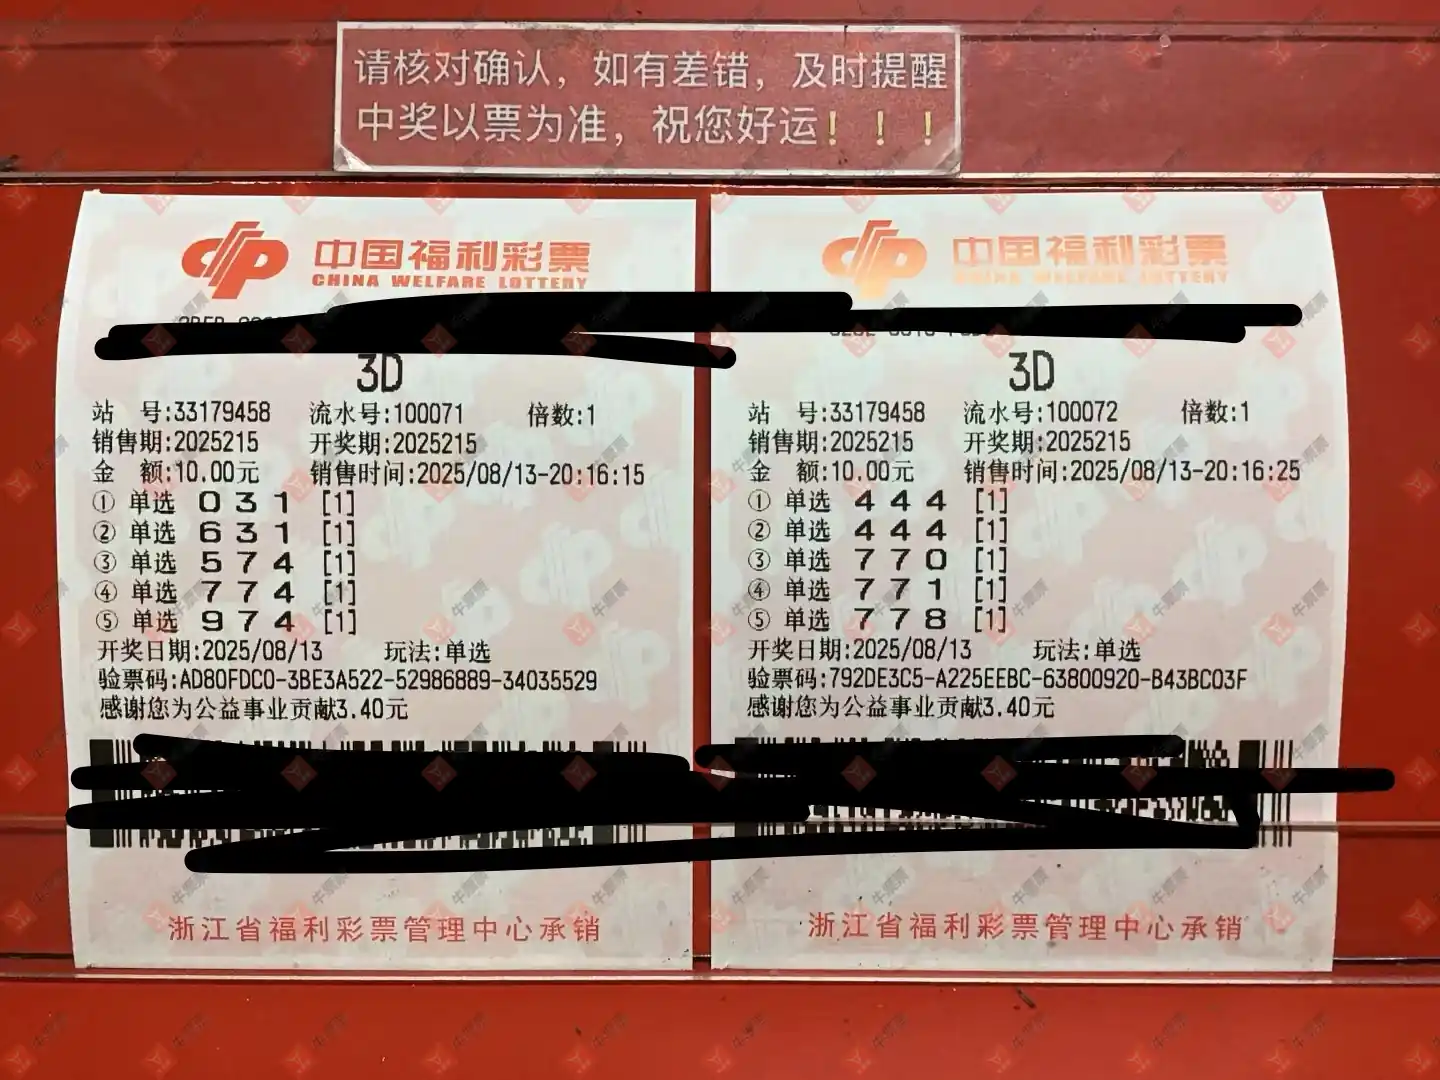 请核对确认，如有差错，及时提醒
中奖以票为准，祝您好运！！！
中国福利彩票
CHINA WELFARE LOTTERY
3D
站 号:33179458 流水号:100071 倍数:1
销售期:2025215 开奖期:2025215
金 额:10.00元 销售时间:2025/08/13-20:16:15
① 单选 0 3 1 [1]
② 单选 6 3 1 [1]
③ 单选 5 7 4 [1]
④ 单选 7 7 4 [1]
⑤ 单选 9 7 4 [1]
开奖日期:2025/08/13 玩法:单选
验票码:AD80FDC0-3BE3A522-52986889-34035529
感谢您为公益事业贡献3.40元
浙江省福利彩票管理中心承销
中国福利彩票
CHINA WELFARE LOTTERY
3D
站 号:33179458 流水号:100072 倍数:1
销售期:2025215 开奖期:2025215
金 额:10.00元 销售时间:2025/08/13-20:16:25
① 单选 4 4 4 [1]
② 单选 4 4 4 [1]
③ 单选 7 7 0 [1]
④ 单选 7 7 1 [1]
⑤ 单选 7 7 8 [1]
开奖日期:2025/08/13 玩法:单选
验票码:792DE3C5-A225EEBC-63800920-B43BC03F
感谢您为公益事业贡献3.40元
浙江省福利彩票管理中心承销